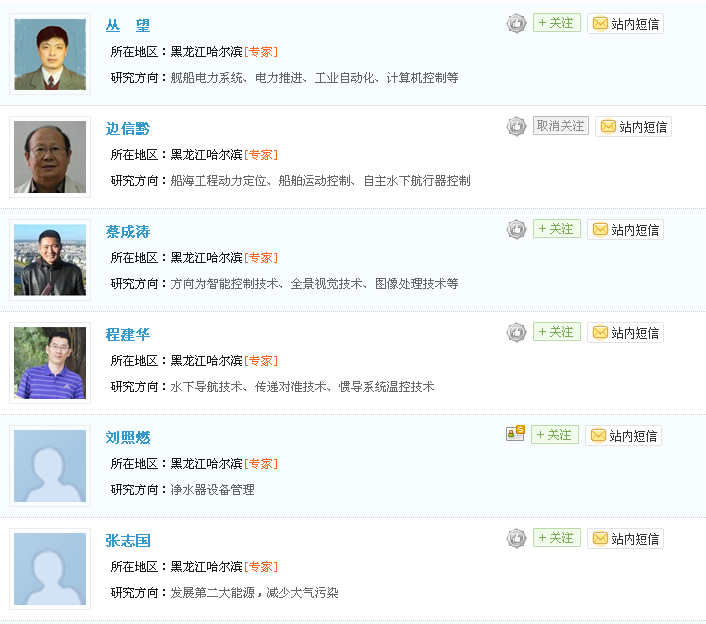 丛　望
+ 关注
站内短信
所在地区：黑龙江哈尔滨[专家]
研究方向：舰船电力系统、电力推进、工业自动化、计算机控制等
边信黔
取消关注
站内短信
所在地区：黑龙江哈尔滨[专家]
研究方向：船海工程动力定位、船舶运动控制、自主水下航行器控制
蔡成涛
+ 关注
站内短信
所在地区：黑龙江哈尔滨[专家]
研究方向：方向为智能控制技术、全景视觉技术、图像处理技术等
程建华
+ 关注
站内短信
所在地区：黑龙江哈尔滨[专家]
研究方向：水下导航技术、传递对准技术、惯导系统温控技术
刘照燃
+ 关注
站内短信
所在地区：黑龙江哈尔滨[专家]
研究方向：净水器设备管理
张志国
+ 关注
站内短信
所在地区：黑龙江哈尔滨[专家]
研究方向：发展第二大能源，减少大气污染